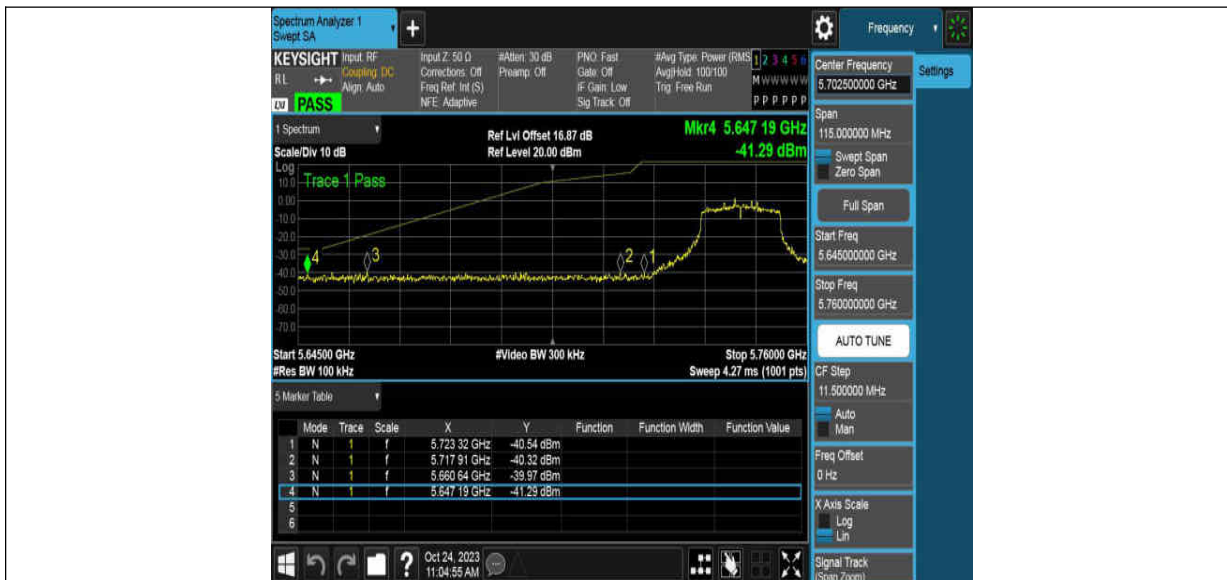 Spectrum Analyzer 1
Swept SA
+
Frequency
KEYSIGHT
RL
LXI PASS
Input: RF
Coupling: DC
Align: Auto
Input Z: 50 Ω
Corrections: Off
Freq Ref: Int (S)
NFE: Adaptive
#Atten: 30 dB
Preamp: Off
PNO: Fast
Gate: Off
IF Gain: Low
Sig Track: Off
#Avg Type: Power (RMS
Avg|Hold: 100/100
Trig: Free Run
1 2 3 4 5 6
M W W W W W
P P P P P P
1 Spectrum
Scale/Div 10 dB
Ref Lvl Offset 16.87 dB
Ref Level 20.00 dBm
Mkr4 5.647 19 GHz
-41.29 dBm
Log
Trace 1 Pass
10.0
0.00
-10.0
-20.0
-30.0
-40.0
-50.0
-60.0
-70.0
4
3
2
1
Start 5.64500 GHz
#Video BW 300 kHz
Stop 5.76000 GHz
#Res BW 100 kHz
Sweep 4.27 ms (1001 pts)
5 Marker Table
Mode Trace Scale X Y Function Function Width Function Value
1 N 1 f 5.723 32 GHz -40.54 dBm
2 N 1 f 5.717 91 GHz -40.32 dBm
3 N 1 f 5.660 64 GHz -39.97 dBm
4 N 1 f 5.647 19 GHz -41.29 dBm
5
6
?
Oct 24, 2023
11:04:55 AM
Settings
Center Frequency
5.702500000 GHz
Span
115.000000 MHz
Swept Span
Zero Span
Full Span
Start Freq
5.645000000 GHz
Stop Freq
5.760000000 GHz
AUTO TUNE
CF Step
11.500000 MHz
Auto
Man
Freq Offset
0 Hz
X Axis Scale
Log
Lin
Signal Track
(Span Zoom)